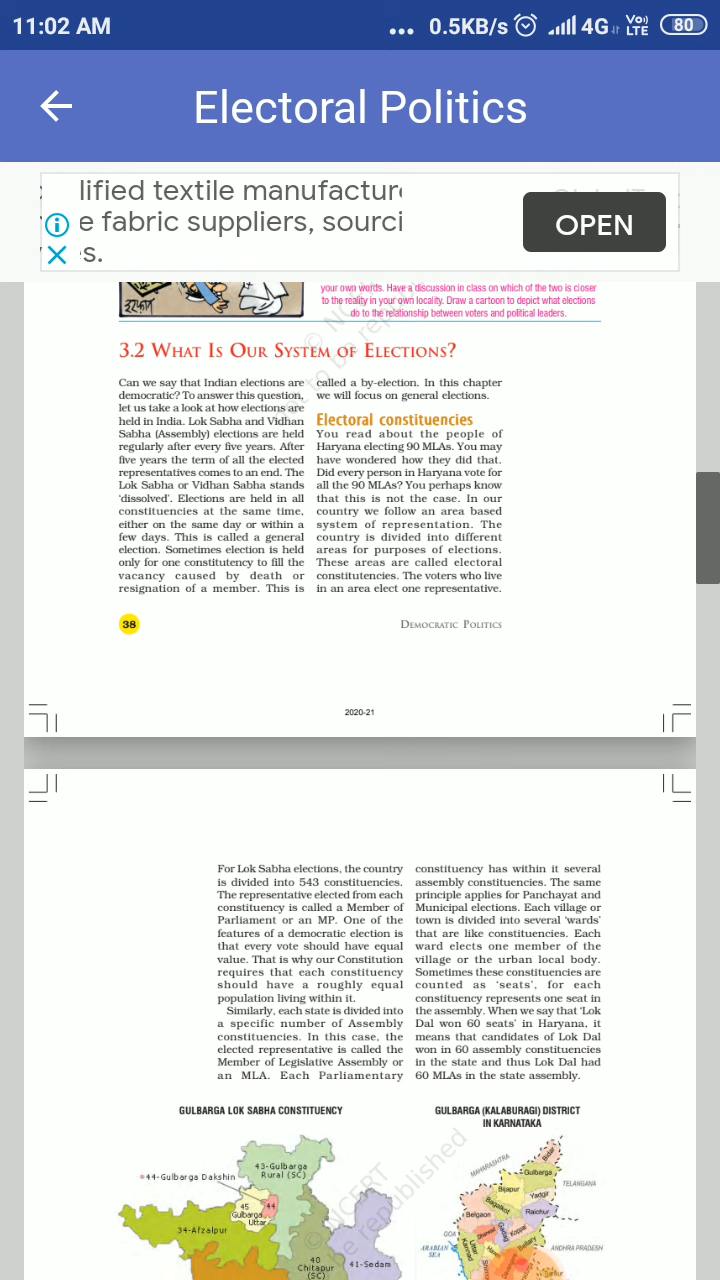 11:02 AM
... 0.5KB/s 4G Vo)) LTE 80
Electoral Politics
lified textile manufactur
e fabric suppliers, sourci
s.
OPEN
your own words. Have a discussion in class on which of the two is closer
to the reality in your own locality. Draw a cartoon to depict what elections
do to the relationship between voters and political leaders.
3.2 WHAT IS OUR SYSTEM OF ELECTIONS?
Can we say that Indian elections are
democratic? To answer this question,
let us take a look at how elections are
held in India. Lok Sabha and Vidhan
Sabha (Assembly) elections are held
regularly after every five years. After
five years the term of all the elected
representatives comes to an end. The
Lok Sabha or Vidhan Sabha stands
‘dissolved’. Elections are held in all
constituencies at the same time,
either on the same day or within a
few days. This is called a general
election. Sometimes election is held
only for one constitutency to fill the
vacancy caused by death or
resignation of a member. This is
called a by-election. In this chapter
we will focus on general elections.
Electoral constituencies
You read about the people of
Haryana electing 90 MLAs. You may
have wondered how they did that.
Did every person in Haryana vote for
all the 90 MLAs? You perhaps know
that this is not the case. In our
country we follow an area based
system of representation. The
country is divided into different
areas for purposes of elections.
These areas are called electoral
constitutencies. The voters who live
in an area elect one representative.
38
DEMOCRATIC POLITICS
2020-21
For Lok Sabha elections, the country
is divided into 543 constituencies.
The representative elected from each
constituency is called a Member of
Parliament or an MP. One of the
features of a democratic election is
that every vote should have equal
value. That is why our Constitution
requires that each constituency
should have a roughly equal
population living within it.
Similarly, each state is divided into
a specific number of Assembly
constituencies. In this case, the
elected representative is called the
Member of Legislative Assembly or
an MLA. Each Parliamentary
constituency has within it several
assembly constituencies. The same
principle applies for Panchayat and
Municipal elections. Each village or
town is divided into several ‘wards’
that are like constituencies. Each
ward elects one member of the
village or the urban local body.
Sometimes these constituencies are
counted as ‘seats’, for each
constituency represents one seat in
the assembly. When we say that ‘Lok
Dal won 60 seats’ in Haryana, it
means that candidates of Lok Dal
won in 60 assembly constituencies
in the state and thus Lok Dal had
60 MLAs in the state assembly.
GULBARGA LOK SABHA CONSTITUENCY
43-Gulbarga
Rural (SC)
44-Gulbarga Dakshin
45
Gulbarga
Uttar
44
34-Afzalpur
40
Chitapur
(SC)
41-Sedam
GULBARGA (KALABURAGI) DISTRICT
IN KARNATAKA
MAHARASHTRA
Bidar
Gulbarga
TELANGANA
Bijapur
Yadgir
Bagalkot
Raichur
Belgaon
Koppal
Gadag
GOA
Bellary
ARABIAN
SEA
ANDHRA PRADESH
© NCERT
not to be republished